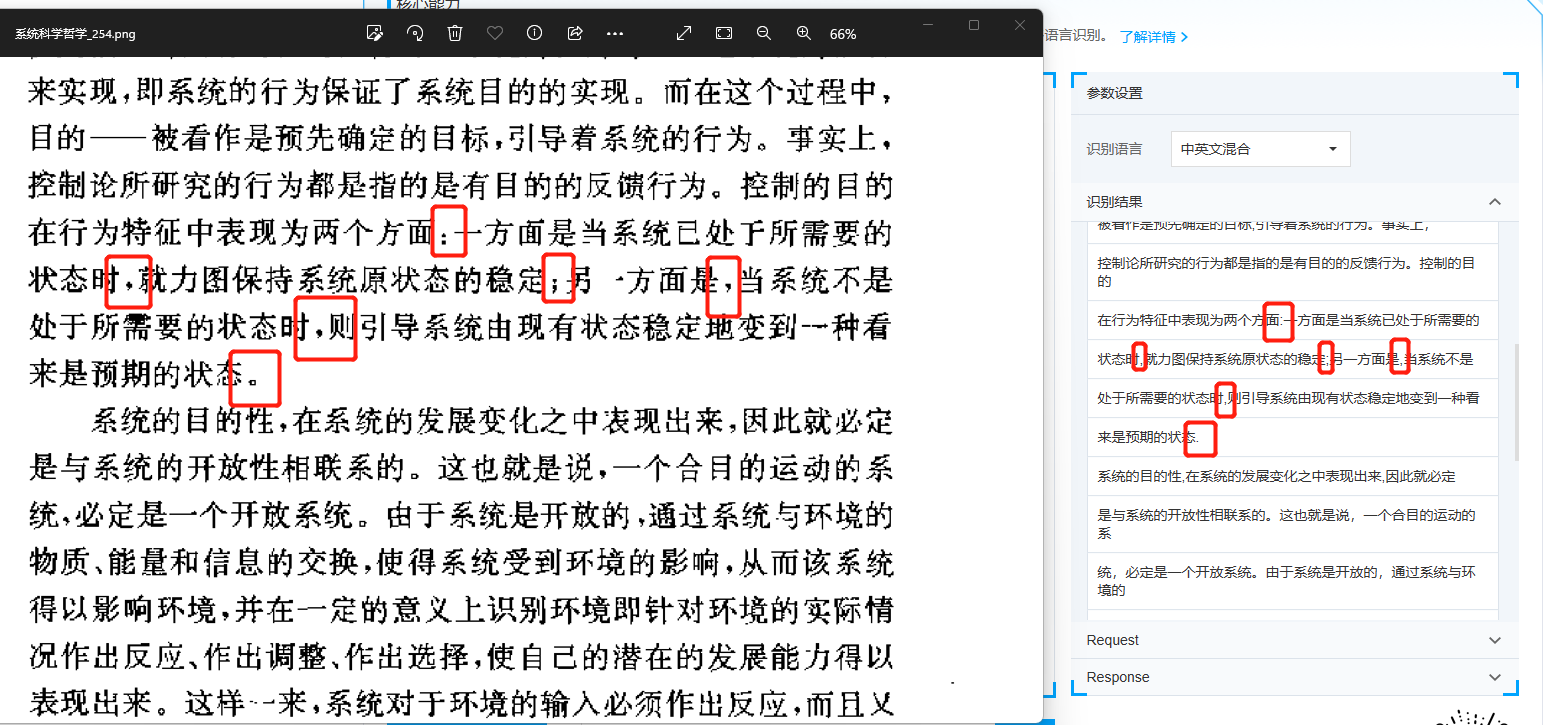 核心能力
系统科学哲学_254.png
66%
来实现,即系统的行为保证了系统目的的实现。而在这个过程中,
目的——被看作是预先确定的目标,引导着系统的行为。事实上,
控制论所研究的行为都是指的是有目的的反馈行为。控制的目的
在行为特征中表现为两个方面:一方面是当系统已处于所需要的
状态时,就力图保持系统原状态的稳定;另一方面是,当系统不是
处于所需要的状态时,则引导系统由现有状态稳定地变到一种看
来是预期的状态。
系统的目的性,在系统的发展变化之中表现出来,因此就必定
是与系统的开放性相联系的。这也就是说,一个合目的运动的系
统,必定是一个开放系统。由于系统是开放的,通过系统与环境的
物质、能量和信息的交换,使得系统受到环境的影响,从而该系统
得以影响环境,并在一定的意义上识别环境即针对环境的实际情
况作出反应、作出调整、作出选择,使自己的潜在的发展能力得以
表现出来。这样一来,系统对于环境的输入必须作出反应,而且又
语言识别。 了解详情 >
参数设置
识别语言 中英文混合
识别结果
被看作是预先确定的目标,引导着系统的行为。事实上,
控制论所研究的行为都是指的是有目的的反馈行为。控制的目
的
在行为特征中表现为两个方面:一方面是当系统已处于所需要的
状态时,就力图保持系统原状态的稳定;另一方面是,当系统不是
处于所需要的状态时,则引导系统由现有状态稳定地变到一种看
来是预期的状态.
系统的目的性,在系统的发展变化之中表现出来,因此就必定
是与系统的开放性相联系的。这也就是说，一个合目的运动的
系
统，必定是一个开放系统。由于系统是开放的，通过系统与环
境的
Request
Response